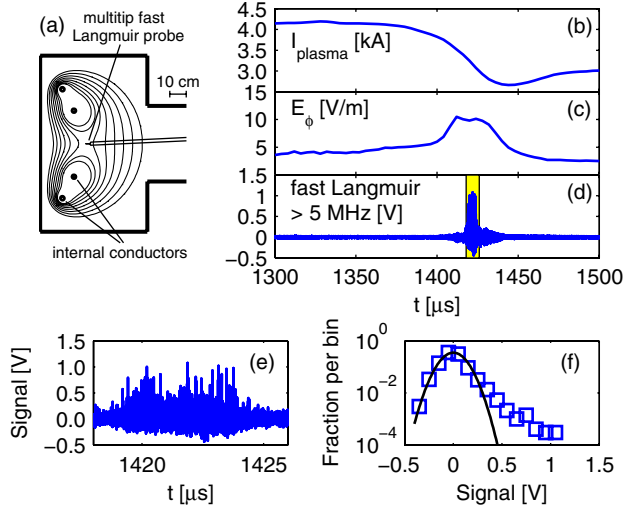 (a)
multitip fast
Langmuir probe
10 cm
internal conductors
(b)
I_plasma [kA]
4.5
4.0
3.5
3.0
2.5
(c)
E_ϕ [V/m]
15
10
5
(d)
fast Langmuir
> 5 MHz [V]
1.5
1
0.5
0
-0.5
1300 1350 1400 1450 1500
t [μs]
(e)
Signal [V]
1.5
1.0
0.5
0.0
-0.5
1420 1425
t [μs]
(f)
Fraction per bin
10^0
10^-2
10^-4
-0.5 0 0.5 1 1.5
Signal [V]